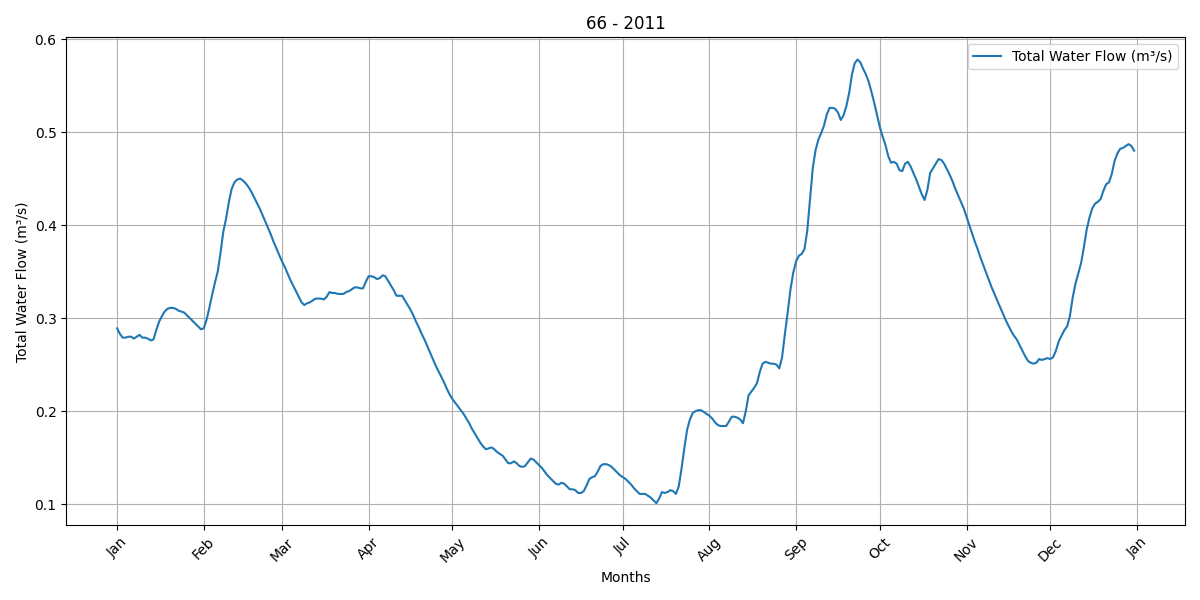 66 - 2011
Total Water Flow (m³/s)
Total Water Flow (m³/s)
0.6
0.5
0.4
0.3
0.2
0.1
Jan
Feb
Mar
Apr
May
Jun
Jul
Aug
Sep
Oct
Nov
Dec
Jan
Months